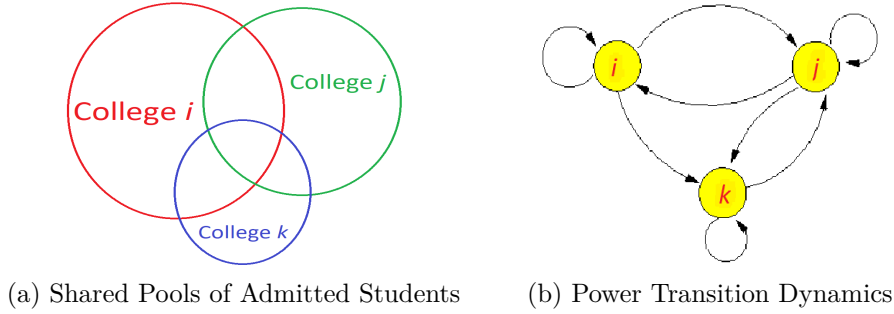 College i
College j
College k
(a) Shared Pools of Admitted Students
i
j
k
(b) Power Transition Dynamics